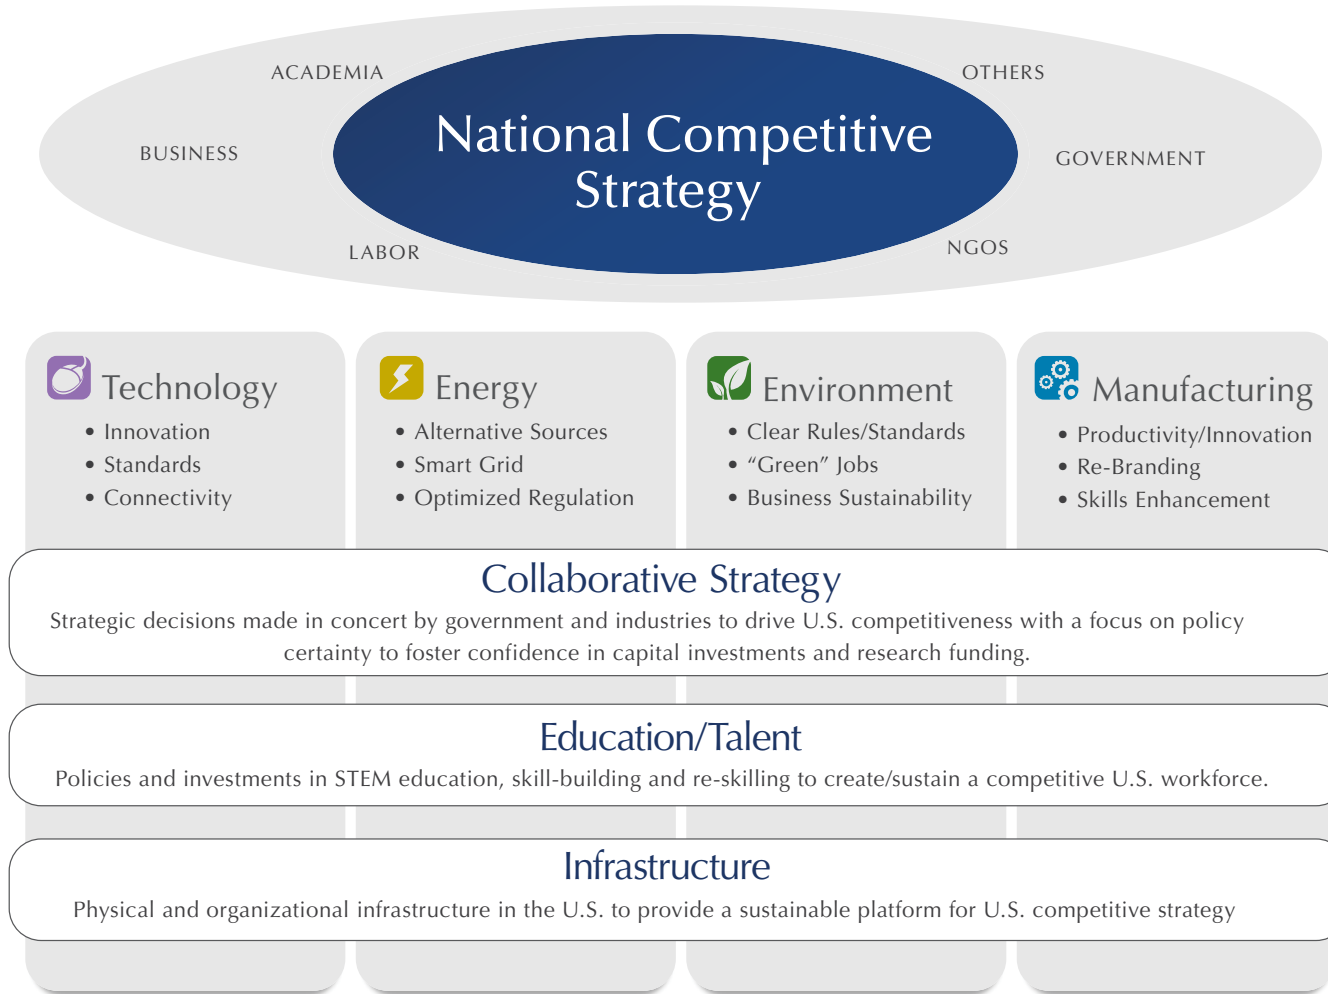 ACADEMIA
OTHERS
National Competitive
Strategy
BUSINESS
GOVERNMENT
LABOR
NGOS
Technology
• Innovation
• Standards
• Connectivity
Energy
• Alternative Sources
• Smart Grid
• Optimized Regulation
Environment
• Clear Rules/Standards
• “Green” Jobs
• Business Sustainability
Manufacturing
• Productivity/Innovation
• Re-Branding
• Skills Enhancement
Collaborative Strategy
Strategic decisions made in concert by government and industries to drive U.S. competitiveness with a focus on policy
certainty to foster confidence in capital investments and research funding.
Education/Talent
Policies and investments in STEM education, skill-building and re-skilling to create/sustain a competitive U.S. workforce.
Infrastructure
Physical and organizational infrastructure in the U.S. to provide a sustainable platform for U.S. competitive strategy